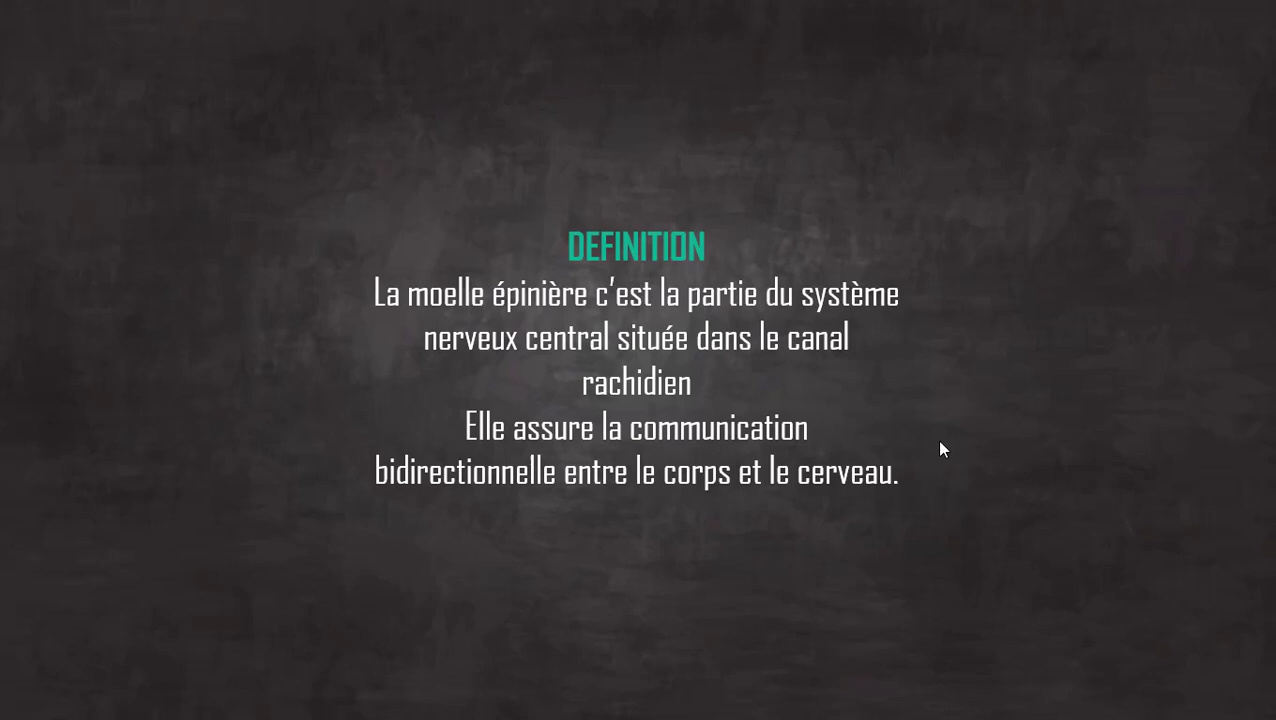 DEFINITION
La moelle épinière c’est la partie du système
nerveux central située dans le canal
rachidien
Elle assure la communication
bidirectionnelle entre le corps et le cerveau.